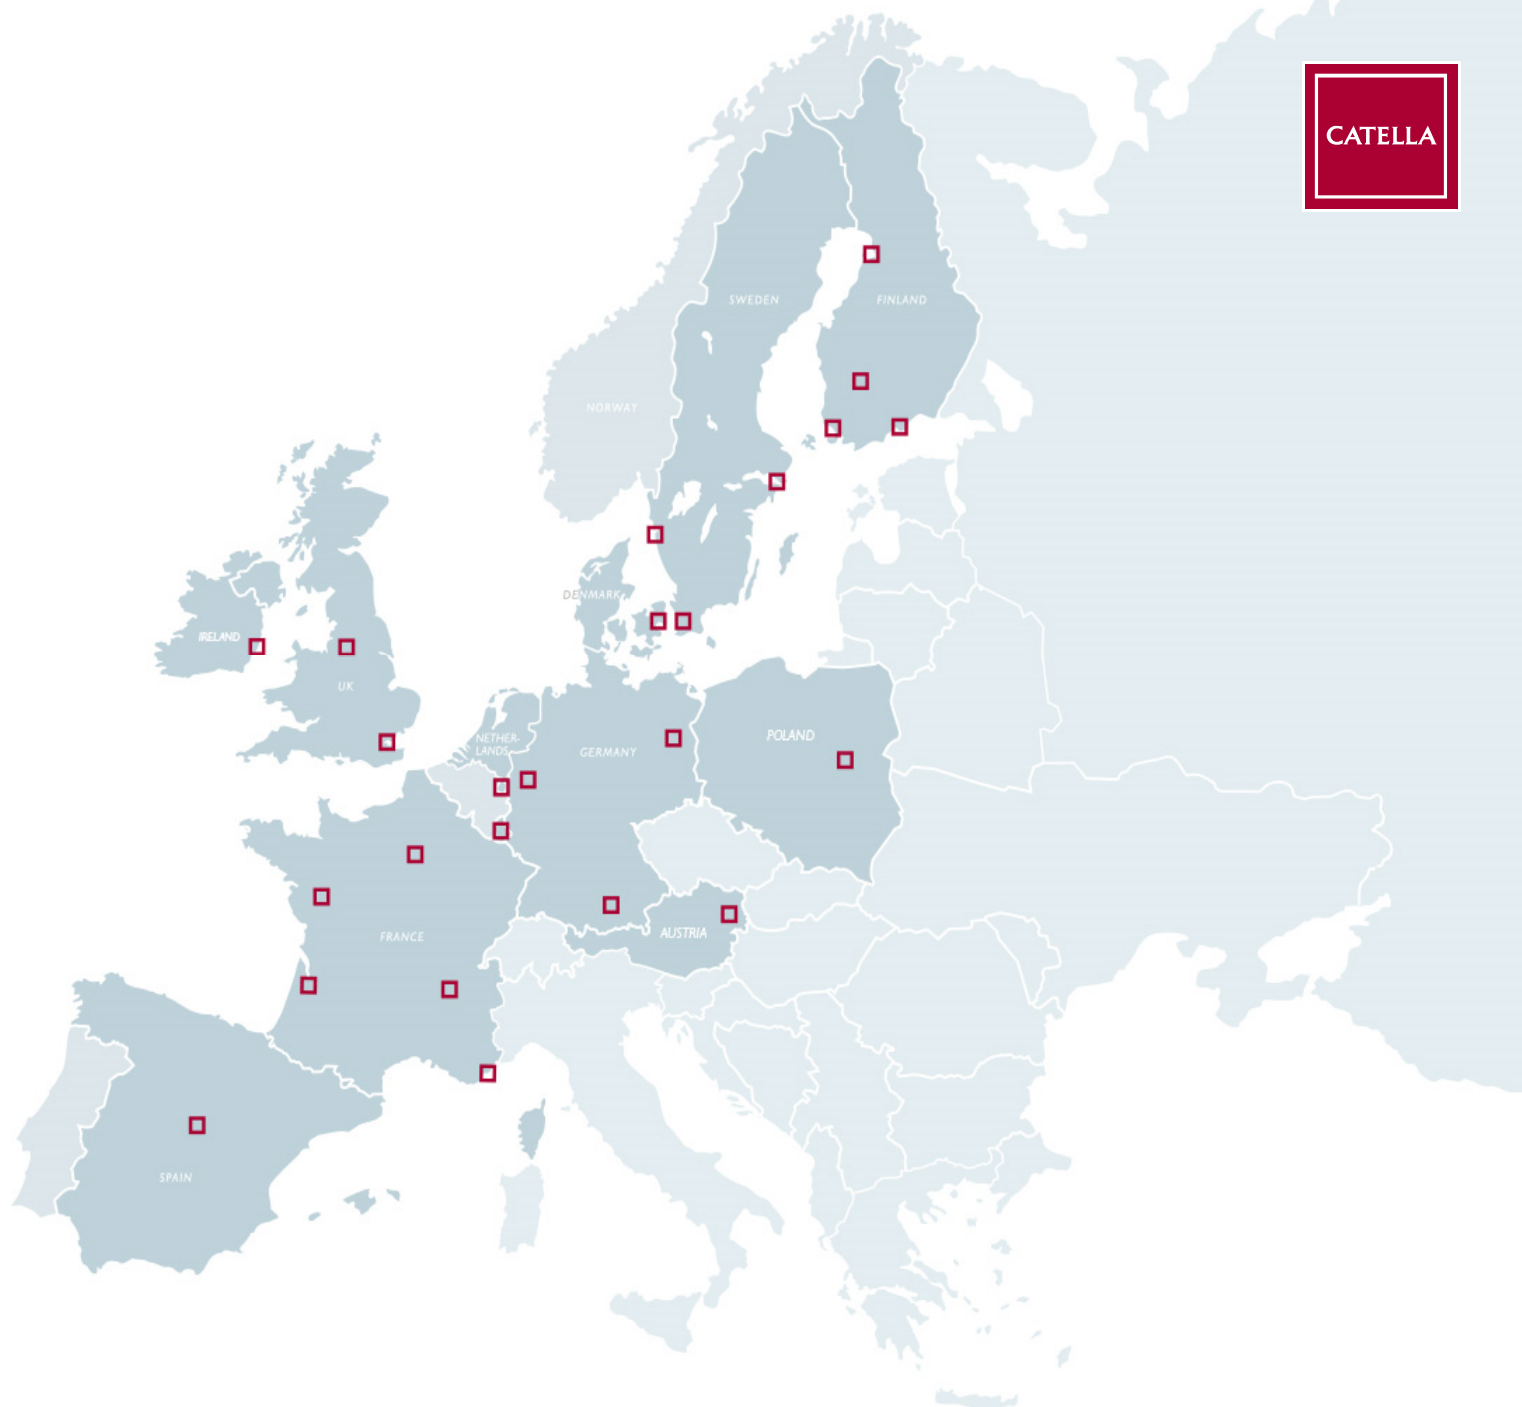 CATELLA
SWEDEN
FINLAND
NORWAY
DENMARK
IRELAND
UK
NETHER-
LANDS
GERMANY
POLAND
FRANCE
AUSTRIA
SPAIN